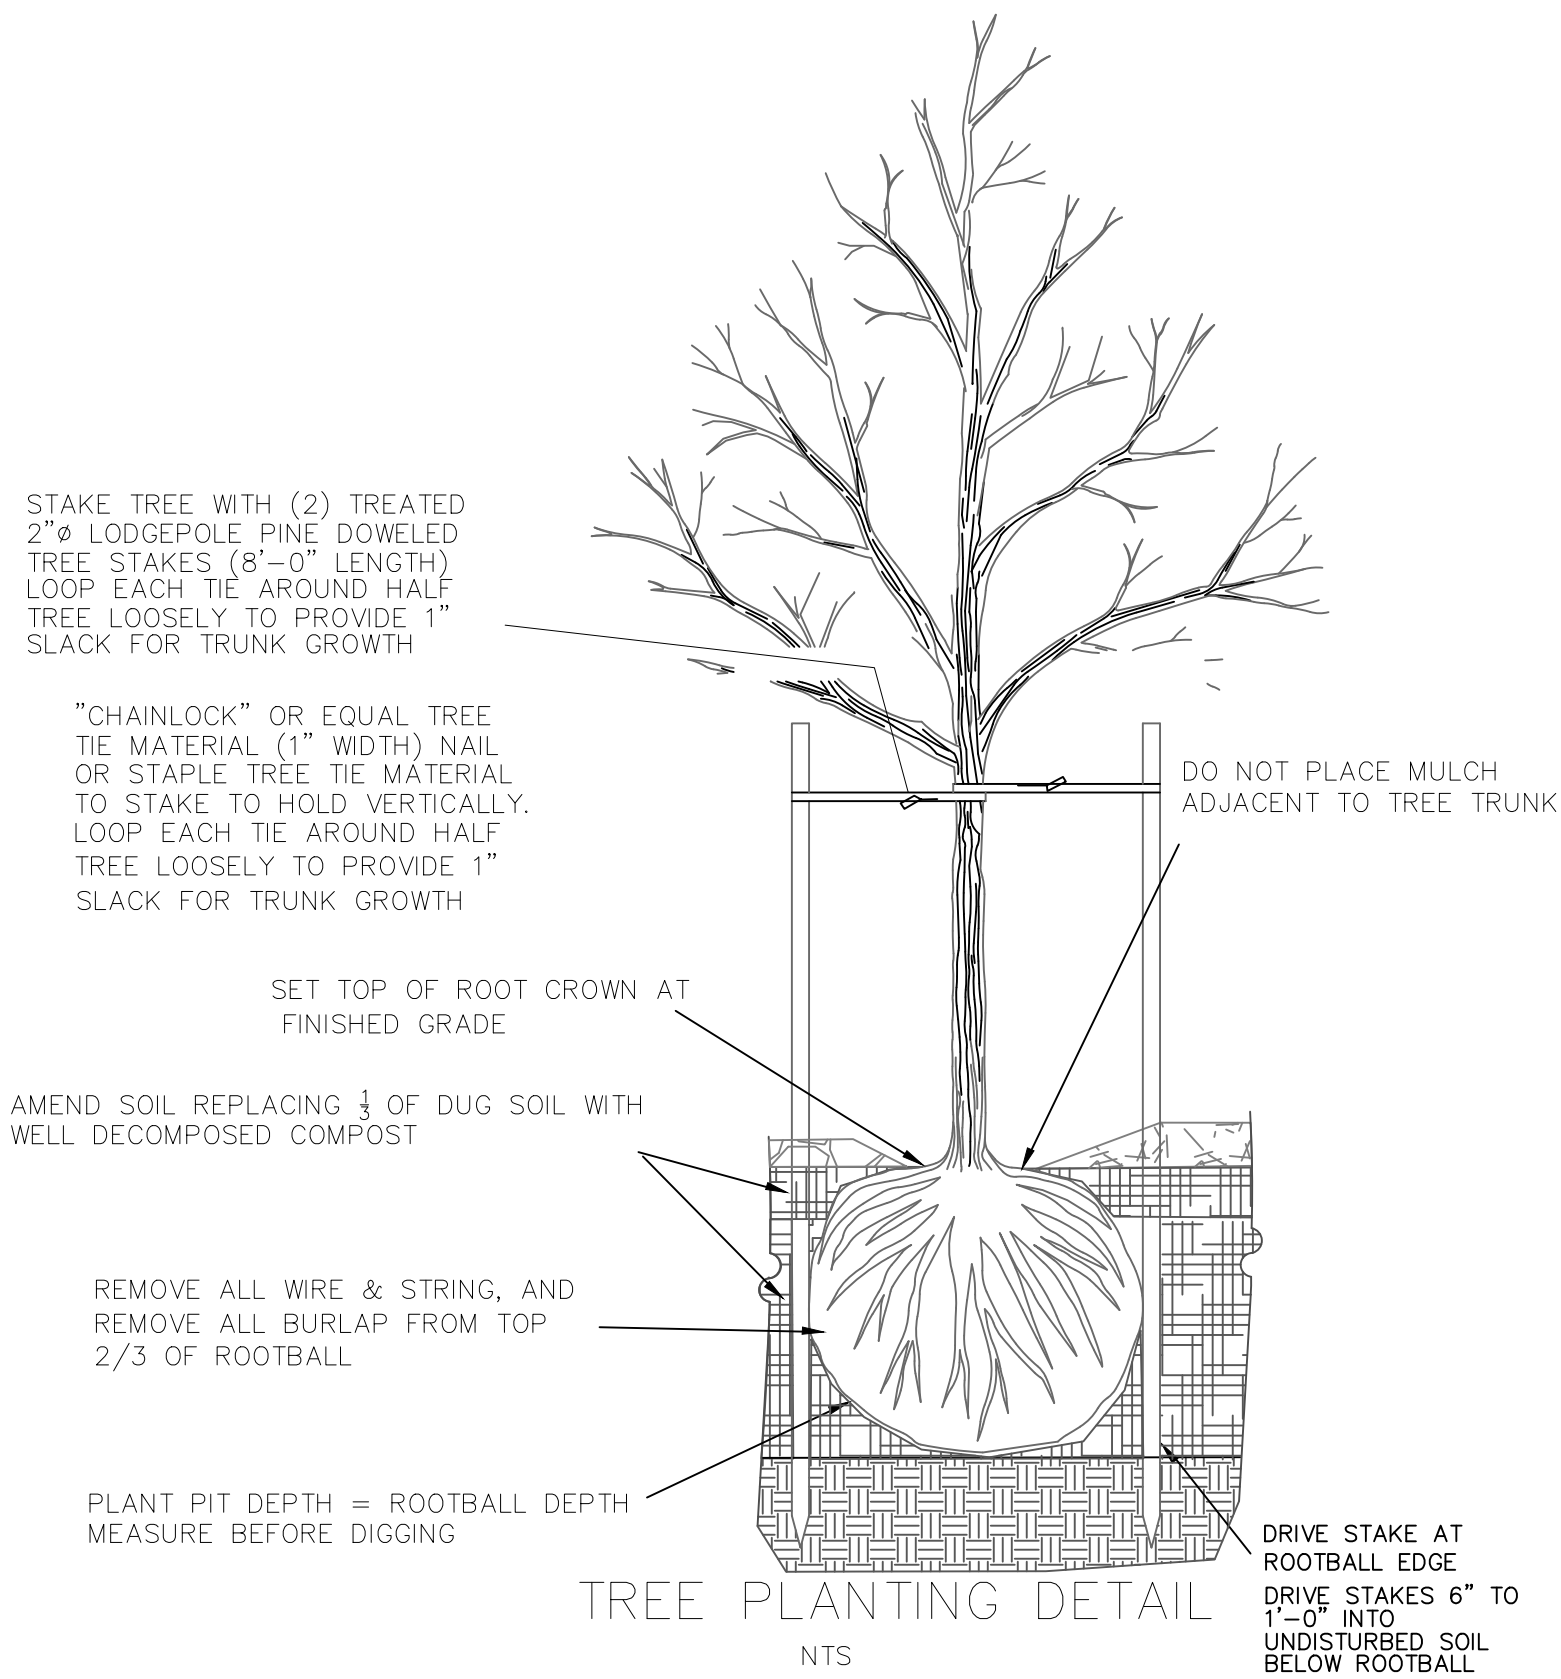 STAKE TREE WITH (2) TREATED
2"ø LODGEPOLE PINE DOWELED
TREE STAKES (8'-0" LENGTH)
LOOP EACH TIE AROUND HALF
TREE LOOSELY TO PROVIDE 1"
SLACK FOR TRUNK GROWTH
"CHAINLOCK" OR EQUAL TREE
TIE MATERIAL (1" WIDTH) NAIL
OR STAPLE TREE TIE MATERIAL
TO STAKE TO HOLD VERTICALLY.
LOOP EACH TIE AROUND HALF
TREE LOOSELY TO PROVIDE 1"
SLACK FOR TRUNK GROWTH
DO NOT PLACE MULCH
ADJACENT TO TREE TRUNK
SET TOP OF ROOT CROWN AT
FINISHED GRADE
AMEND SOIL REPLACING 1/3 OF DUG SOIL WITH
WELL DECOMPOSED COMPOST
REMOVE ALL WIRE & STRING, AND
REMOVE ALL BURLAP FROM TOP
2/3 OF ROOTBALL
PLANT PIT DEPTH = ROOTBALL DEPTH
MEASURE BEFORE DIGGING
DRIVE STAKE AT
ROOTBALL EDGE
DRIVE STAKES 6" TO
1'-0" INTO
UNDISTURBED SOIL
BELOW ROOTBALL
TREE PLANTING DETAIL
NTS